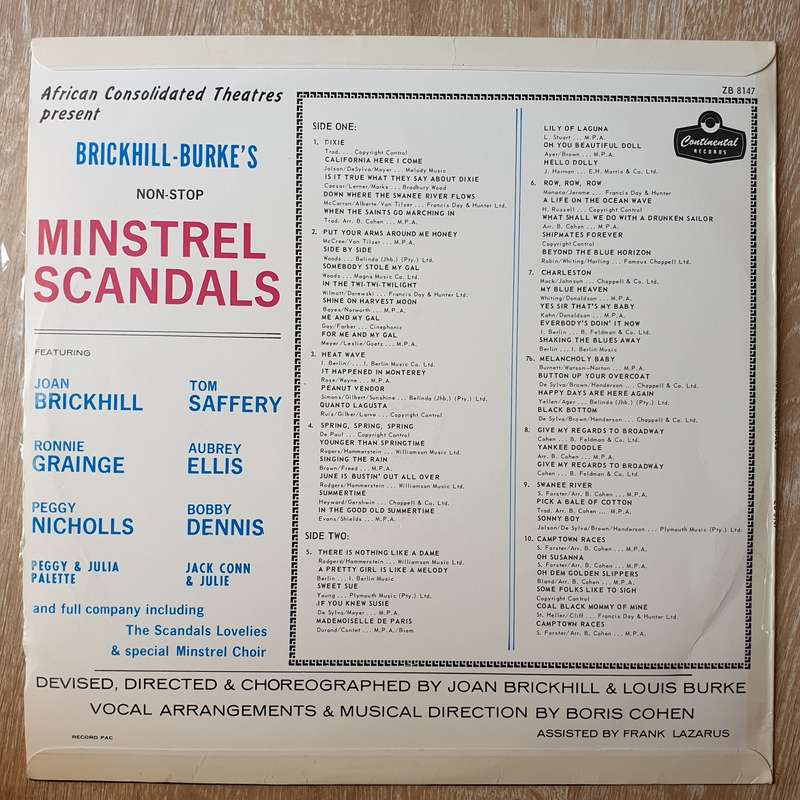 African Consolidated Theatres
present
BRICKHILL-BURKE'S
NON-STOP
MINSTREL
SCANDALS
FEATURING
JOAN
BRICKHILL
TOM
SAFFERY
RONNIE
GRAINGE
AUBREY
ELLIS
PEGGY
NICHOLLS
BOBBY
DENNIS
PEGGY & JULIA
PALETTE
JACK CONN
& JULIE
and full company including
The Scandals Lovelies
& special Minstrel Choir
ZB 8147
Continental
RECORDS
SIDE ONE:
1. DIXIE
Trad. ... Copyright Control
CALIFORNIA HERE I COME
Jolson/DeSylva/Meyer ... Melody Music
IS IT TRUE WHAT THEY SAY ABOUT DIXIE
Caesar/Lerner/Marks ... Bradbury Wood
DOWN WHERE THE SWANEE RIVER FLOWS
McCarron/Alberte/Van Tilzer ... Francis Day & Hunter Ltd.
WHEN THE SAINTS GO MARCHING IN
Trad. Arr. B. Cohen ... M.P.A.
2. PUT YOUR ARMS AROUND ME HONEY
McCree/Van Tilzer ... M.P.A.
SIDE BY SIDE
Woods ... Belinda (Jhb.) (Pty.) Ltd.
SOMEBODY STOLE MY GAL
Woods ... Magna Music Co. Ltd.
IN THE TWI-TWI-TWILIGHT
Wilmott/Darewski ... Francis Day & Hunter Ltd.
SHINE ON HARVEST MOON
Bayes/Norworth ... M.P.A.
ME AND MY GAL
Gay/Farber ... Cinephonic
FOR ME AND MY GAL
Meyer/Leslie/Goetz ... M.P.A.
3. HEAT WAVE
I. Berlin/ ... I. Berlin Music Co. Ltd.
IT HAPPENED IN MONTEREY
Rose/Wayne ... M.P.A.
PEANUT VENDOR
Simons/Gilbert/Sunshine ... Belinda (Jhb.) (Pty.) Ltd.
QUANTO LAGUSTA
Ruiz/Gilber/Larve ... Copyright Control
4. SPRING, SPRING, SPRING
De Paul ... Copyright Control
YOUNGER THAN SPRINGTIME
Rogers/Hammerstein ... Williamson Music Ltd.
SINGING THE RAIN
Brown/Freed ... M.P.A.
JUNE IS BUSTIN' OUT ALL OVER
Rodgers/Hammerstein ... Williamson Music Ltd.
SUMMERTIME
Heyward/Gershwin ... Chappell & Co. Ltd.
IN THE GOOD OLD SUMMERTIME
Evans/Shields ... M.P.A.
SIDE TWO:
5. THERE IS NOTHING LIKE A DAME
Rodgers/Hammerstein ... Williamson Music Ltd.
A PRETTY GIRL IS LIKE A MELODY
Berlin ... I. Berlin Music
SWEET SUE
Young ... Plymouth Music (Pty) Ltd.
IF YOU KNEW SUSIE
De Sylva/Meyer ... M.P.A.
MADEMOISELLE DE PARIS
Durand/Contet ... M.P.A./Biem
LILY OF LAGUNA
L. Stuart ... M.P.A.
OH YOU BEAUTIFUL DOLL
Ayer/Brown ... M.P.A.
HELLO DOLLY
J. Herman ... E.H. Morris & Co. Ltd.
6. ROW, ROW, ROW
Monaco/Jerome ... Francis Day & Hunter
A LIFE ON THE OCEAN WAVE
H. Russell ... Copyright Control
WHAT SHALL WE DO WITH A DRUNKEN SAILOR
Arr. B. Cohen ... M.P.A.
SHIPMATES FOREVER
Copyright Control
BEYOND THE BLUE HORIZON
Robin/Whiting/Harling ... Famous Chappell Ltd.
7. CHARLESTON
Mack/Johnson ... Chappell & Co. Ltd.
MY BLUE HEAVEN
Whiting/Donaldson ... M.P.A.
YES SIR THAT'S MY BABY
Kahn/Donaldson ... M.P.A.
EVERBODY'S DOIN' IT NOW
I. Berlin ... B. Feldman & Co. Ltd.
SHAKING THE BLUES AWAY
Berlin ... I. Berlin Music
7b. MELANCHOLY BABY
Burnett/Watson/Norton ... M.P.A.
BUTTON UP YOUR OVERCOAT
De Sylva/Brown/Henderson ... Chappell & Co. Ltd.
HAPPY DAYS ARE HERE AGAIN
Yellen/Ager ... Belinda (Jhb.) (Pty.) Ltd.
BLACK BOTTOM
De Sylva/Brown/Henderson ... Chappell & Co. Ltd.
8. GIVE MY REGARDS TO BROADWAY
Cohen ... B. Feldman & Co. Ltd.
YANKEE DOODLE
Arr. B. Cohen ... M.P.A.
GIVE MY REGARDS TO BROADWAY
Cohen ... B. Feldman & Co. Ltd.
9. SWANEE RIVER
S. Forster/Arr. B. Cohen ... M.P.A.
PICK A BALE OF COTTON
Trad. Arr. B. Cohen ... M.P.A.
SONNY BOY
Jolson/De Sylva/Brown/Henderson ... Plymouth Music (Pty.) Ltd.
10. CAMPTOWN RACES
S. Forster/Arr. B. Cohen ... M.P.A.
OH SUSANNA
S. Forster/Arr. B. Cohen ... M.P.A.
OH DEM GOLDEN SLIPPERS
Bland/Arr. B. Cohen ... M.P.A.
SOME FOLKS LIKE TO SIGH
Copyright Control
COAL BLACK MOMMY OF MINE
St. Heller/Cliff ... Francis Day & Hunter Ltd.
CAMPTOWN RACES
S. Forster/Arr. B. Cohen ... M.P.A.
DEVISED, DIRECTED & CHOREOGRAPHED BY JOAN BRICKHILL & LOUIS BURKE
VOCAL ARRANGEMENTS & MUSICAL DIRECTION BY BORIS COHEN
ASSISTED BY FRANK LAZARUS
RECORD PAC